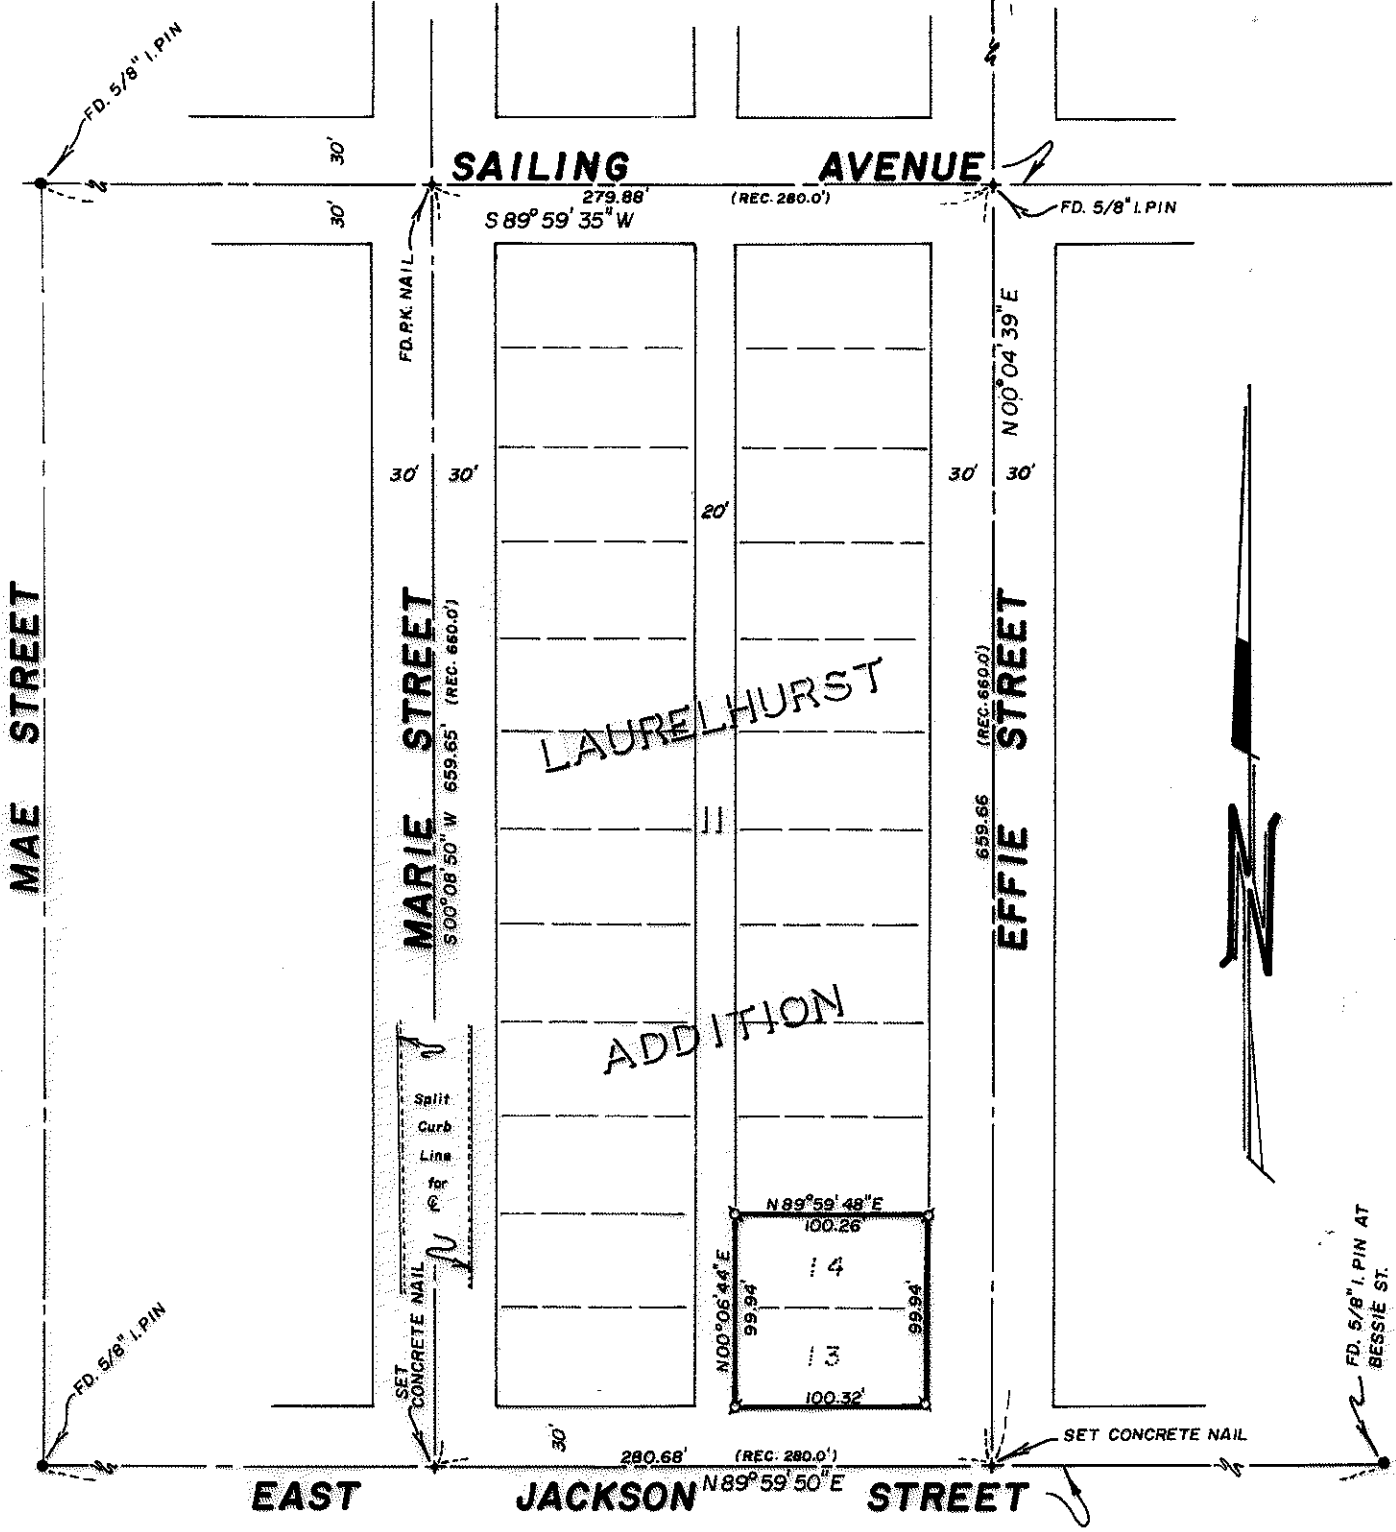 FD. 5/8" I. PIN
30'
SAILING AVENUE
279.88' (REC. 280.0')
30'
S 89° 59' 35" W
FD. 5/8" I. PIN
FD. P.K. NAIL
N 00° 04' 39" E
30' 30'
30' 30'
20'
MAE STREET
MARIE STREET
S 00° 08' 50" W 659.65' (REC. 660.0')
659.66 (REC. 660.0')
EFFIE STREET
LAURELHURST
11
N
ADDITION
Split
Curb
Line
for
℄
N 89° 59' 48" E
100.26'
14
N 00° 06' 44" E
99.94'
99.94'
13
100.32'
SET
CONCRETE NAIL
FD. 5/8" I. PIN
FD. 5/8" I. PIN AT
BESSIE ST.
30'
SET CONCRETE NAIL
280.68' (REC. 280.0')
N 89° 59' 50" E
EAST JACKSON STREET